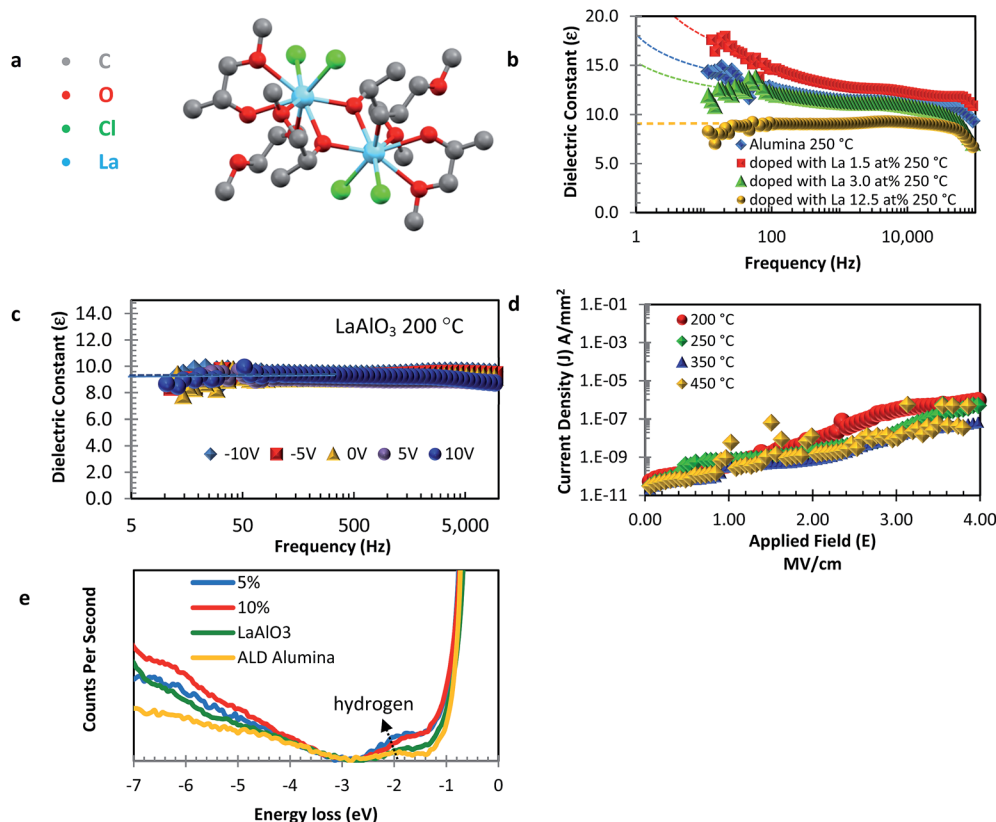 a
C
O
Cl
La
b
Dielectric Constant (ε)
20.0
15.0
10.0
5.0
0.0
Alumina 250 °C
doped with La 1.5 at% 250 °C
doped with La 3.0 at% 250 °C
doped with La 12.5 at% 250 °C
1 100 10,000
Frequency (Hz)
c
Dielectric Constant (ε)
14.0
12.0
10.0
8.0
6.0
4.0
2.0
0.0
LaAlO3 200 °C
-10V -5V 0V 5V 10V
5 50 500 5,000
Frequency (Hz)
d
Current Density (J) A/mm2
1.E-01
1.E-03
1.E-05
1.E-07
1.E-09
1.E-11
200 °C
250 °C
350 °C
450 °C
0.00 1.00 2.00 3.00 4.00
Applied Field (E)
MV/cm
e
Counts Per Second
5%
10%
LaAlO3
ALD Alumina
hydrogen
-7 -6 -5 -4 -3 -2 -1 0
Energy loss (eV)